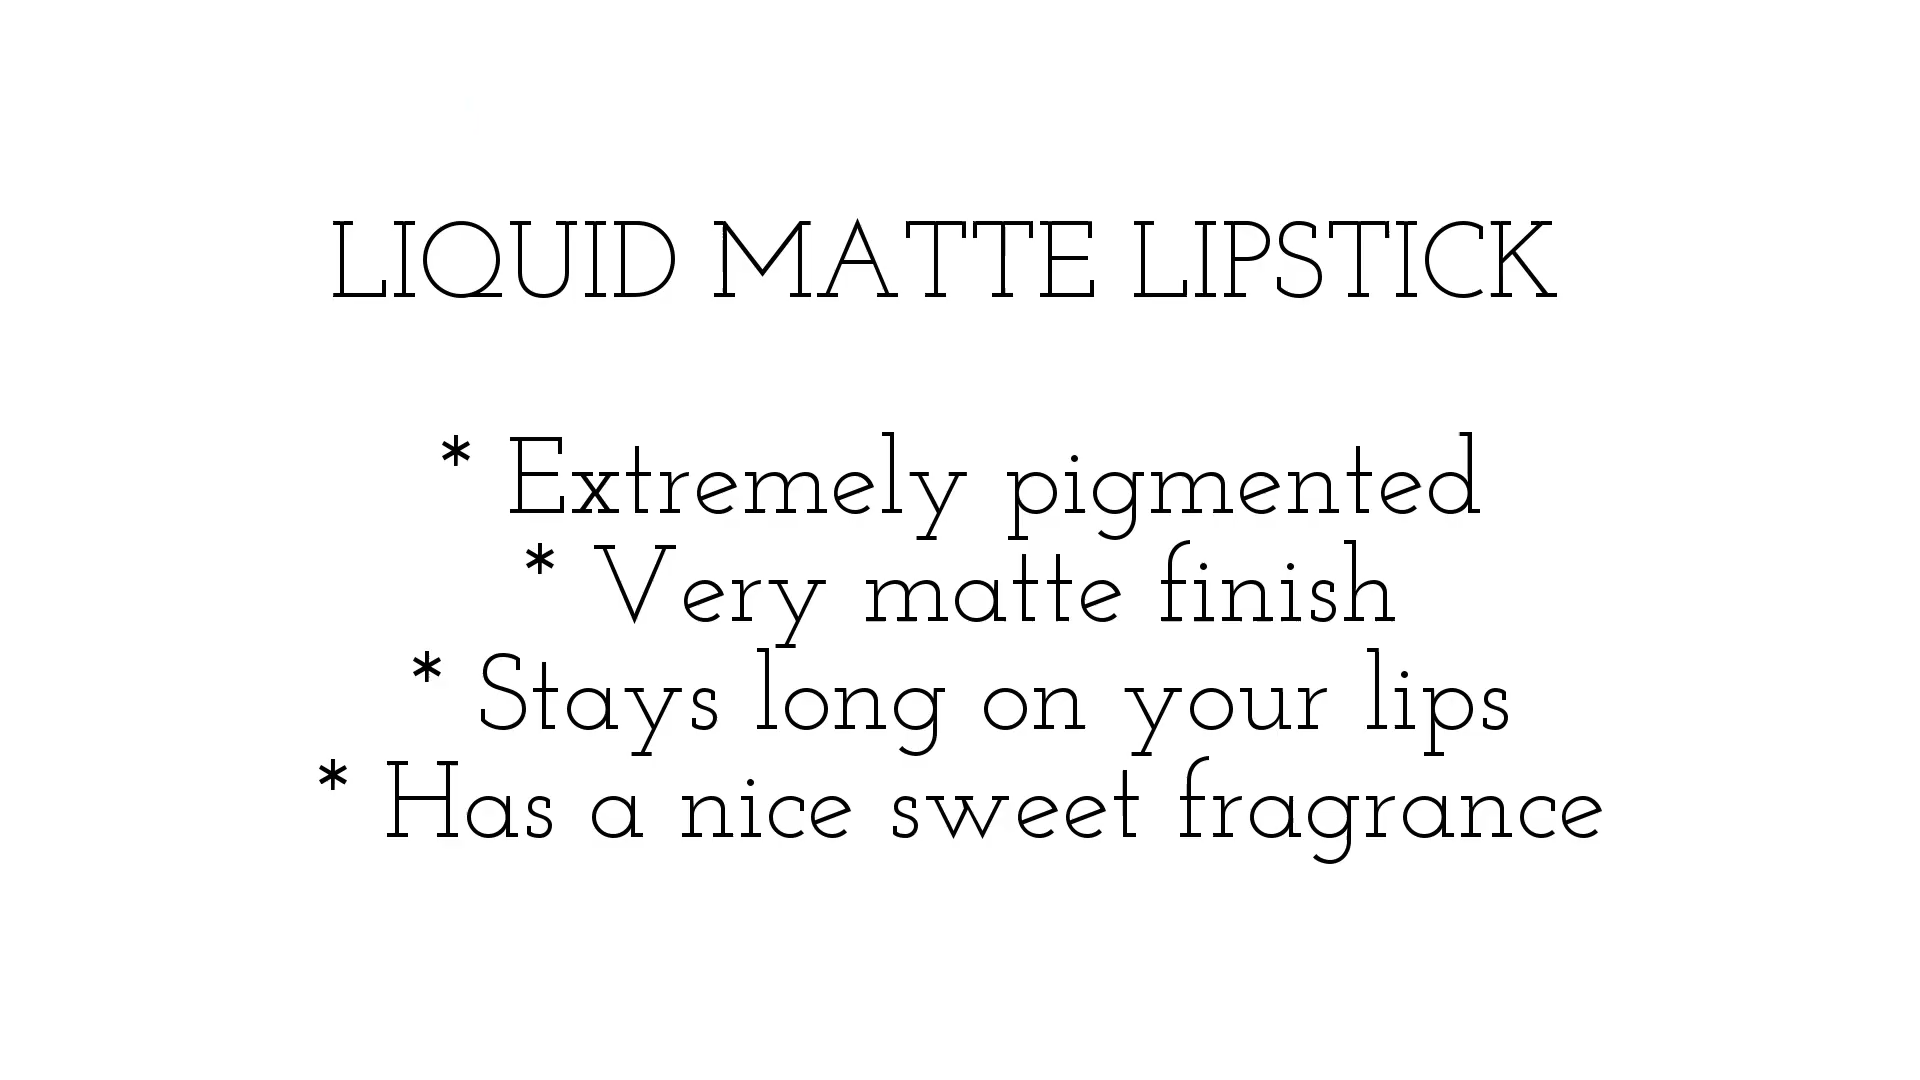 LIQUID MATTE LIPSTICK
* Extremely pigmented
* Very matte finish
* Stays long on your lips
* Has a nice sweet fragrance